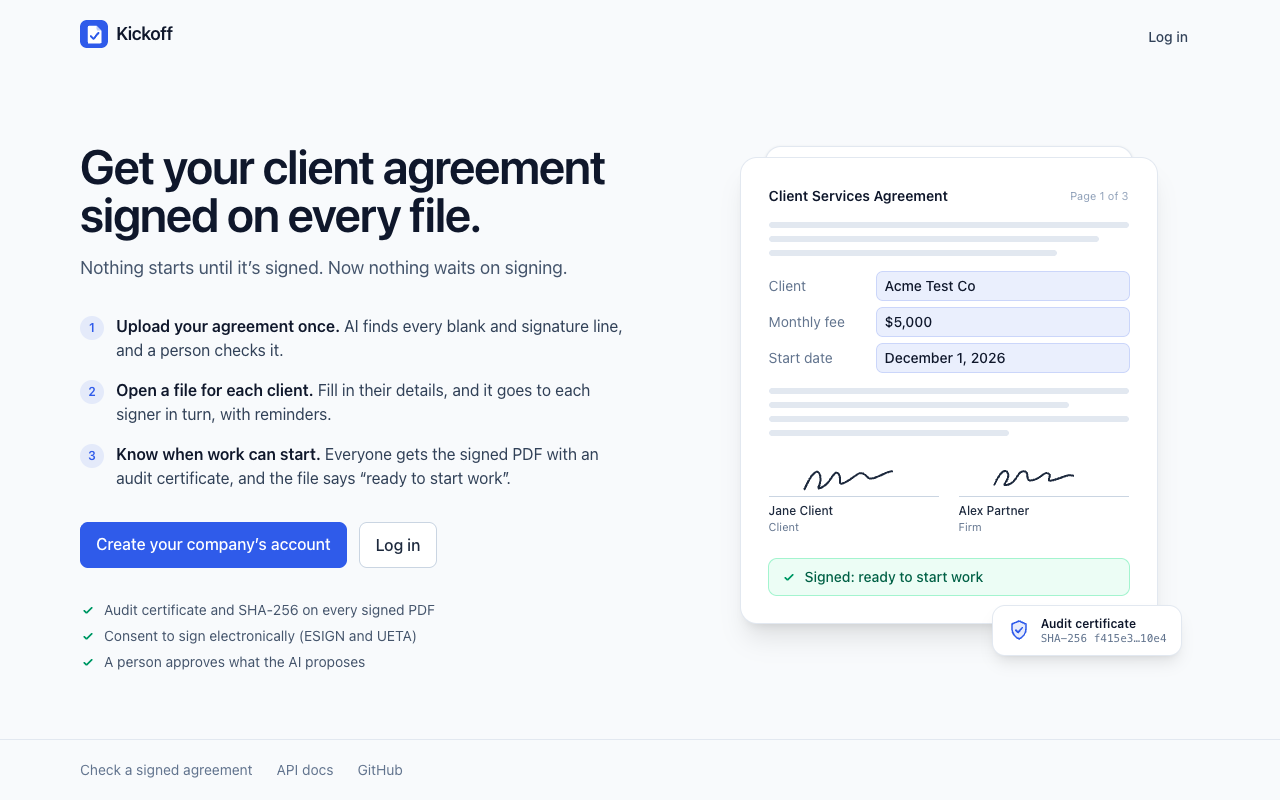 Kickoff
Log in
Get your client agreement
signed on every file.
Nothing starts until it’s signed. Now nothing waits on signing.
1
Upload your agreement once. AI finds every blank and signature line,
and a person checks it.
2
Open a file for each client. Fill in their details, and it goes to each
signer in turn, with reminders.
3
Know when work can start. Everyone gets the signed PDF with an
audit certificate, and the file says “ready to start work”.
Create your company’s account
Log in
Audit certificate and SHA-256 on every signed PDF
Consent to sign electronically (ESIGN and UETA)
A person approves what the AI proposes
Client Services Agreement
Page 1 of 3
Client
Acme Test Co
Monthly fee
$5,000
Start date
December 1, 2026
Jane Client
Client
Alex Partner
Firm
Signed: ready to start work
Audit certificate
SHA-256 f415e3…10e4
Check a signed agreement
API docs
GitHub